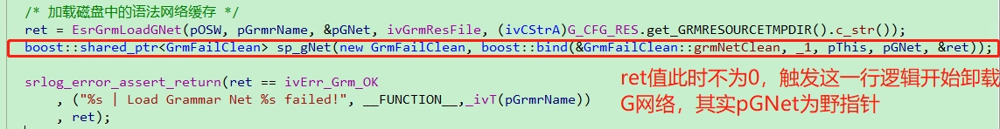 /* 加载磁盘中的语法网络缓存 */
ret = EsrGrmLoadGNet(pOSW, pGrmrName, &pGNet, ivGrmResFile, (ivCStrA)G_CFG_RES.get_GRMRESOURCETMPDIR().c_str());
boost::shared_ptr<GrmFailClean> sp_gNet(new GrmFailClean, boost::bind(&GrmFailClean::grmNetClean, _1, pThis, pGNet, &ret));
srlog_error_assert_return(ret == ivErr_Grm_OK
, ("%s | Load Grammar Net %s failed!", __FUNCTION__,_ivT(pGrmrName))
, ret);
ret值此时不为0，触发这一行逻辑开始卸载
G网络，其实pGNet为野指针